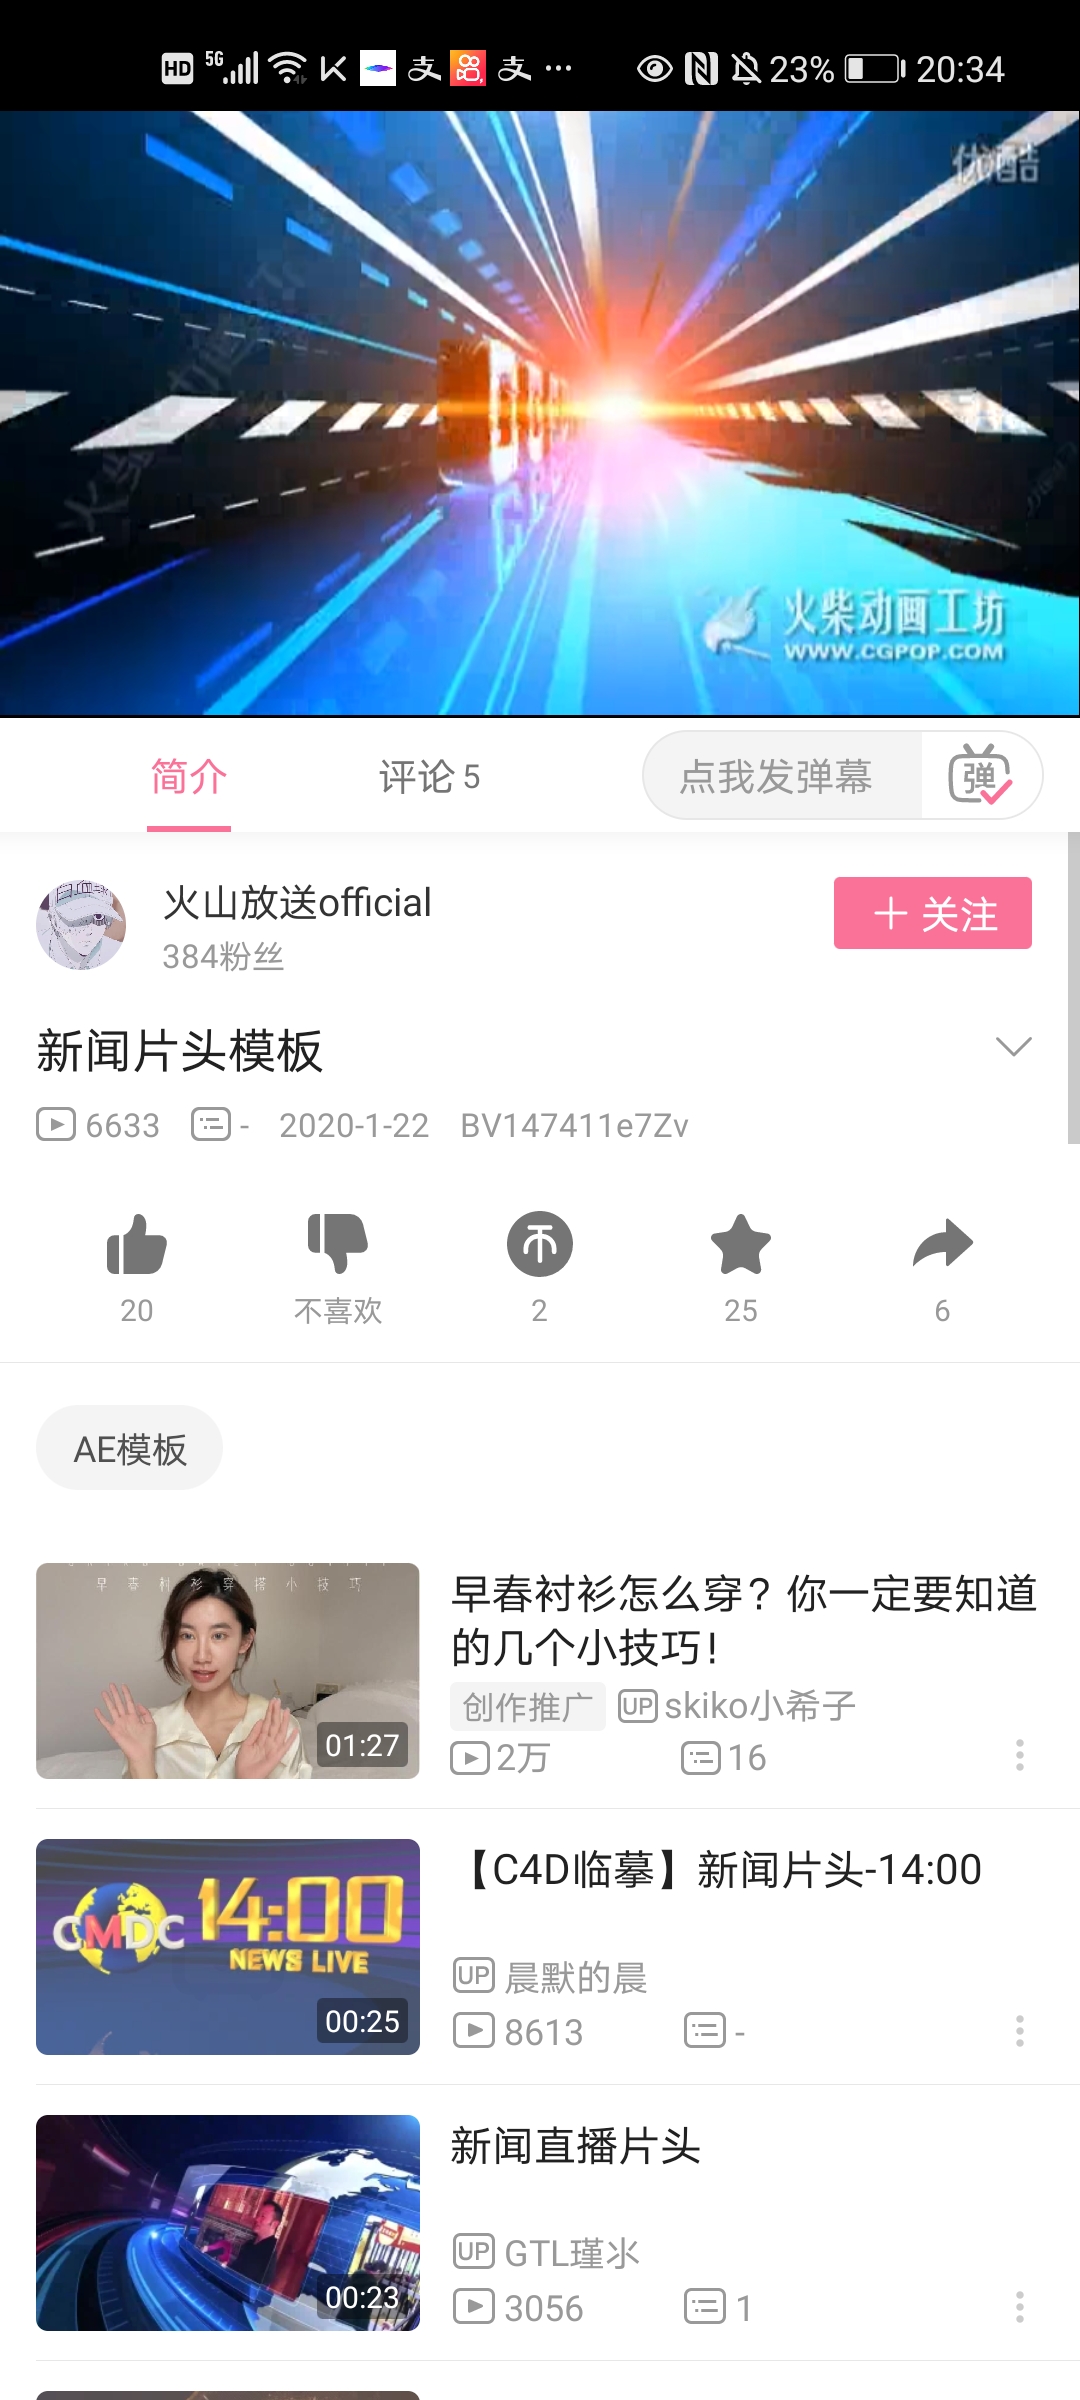 HD 5G 支 支 … 23% 20:34
优酷
火柴动画工坊
WWW.CGPOP.COM
简介 评论5 点我发弹幕 弹
火山放送official
384粉丝
关注
新闻片头模板
6633 - 2020-1-22 BV147411e7Zv
20 不喜欢 2 25 6
AE模板
早春衬衫穿搭小技巧
01:27
早春衬衫怎么穿？你一定要知道
的几个小技巧！
创作推广 UP skiko小希子
2万 16
CMDC 14:00
NEWS LIVE
00:25
【C4D临摹】新闻片头-14:00
UP 晨默的晨
8613 -
00:23
新闻直播片头
UP GTL瑾氺
3056 1